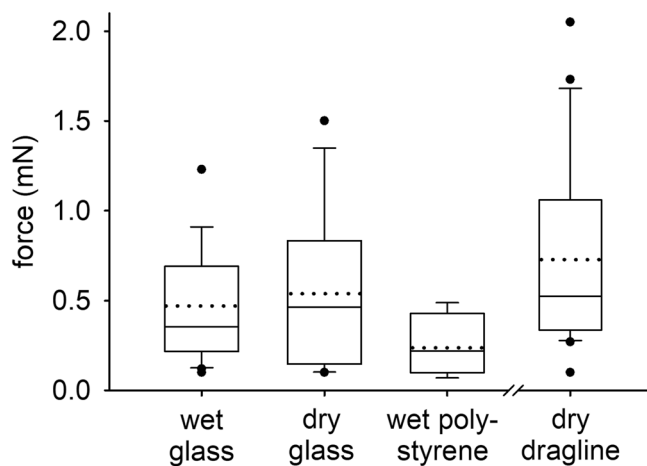 2.0
1.5
1.0
0.5
0.0
force (mN)
wet glass
dry glass
wet poly-styrene
dry dragline